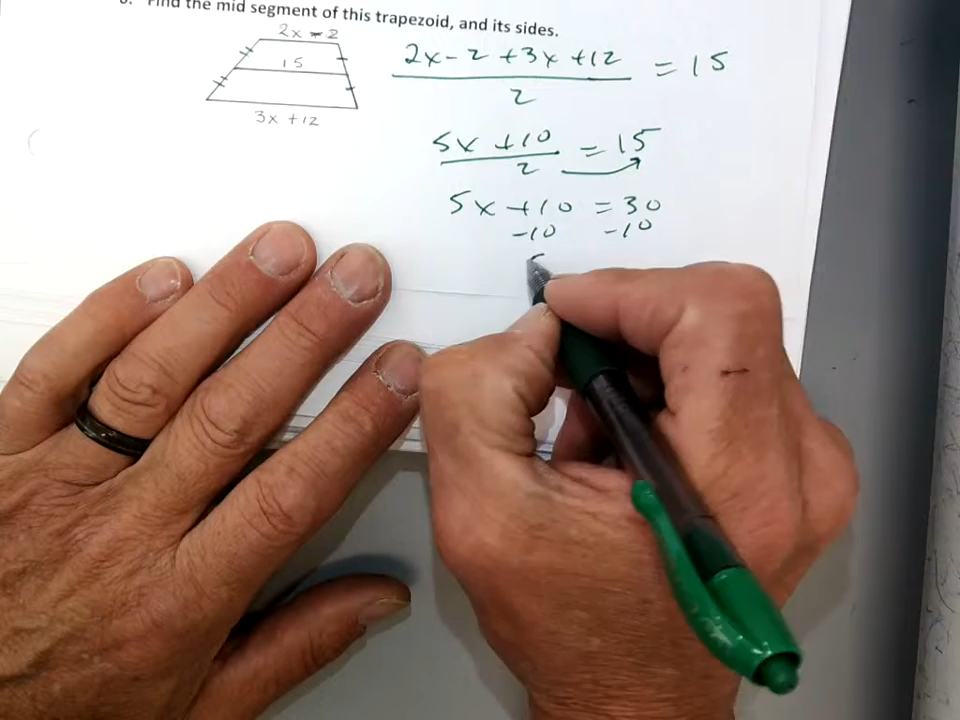 Find the mid segment of this trapezoid, and its sides.
2x - 2
15
3x + 12
2x - 2 + 3x + 12 = 15
2
5x + 10 = 15
2
5x + 10 = 30
-10 -10